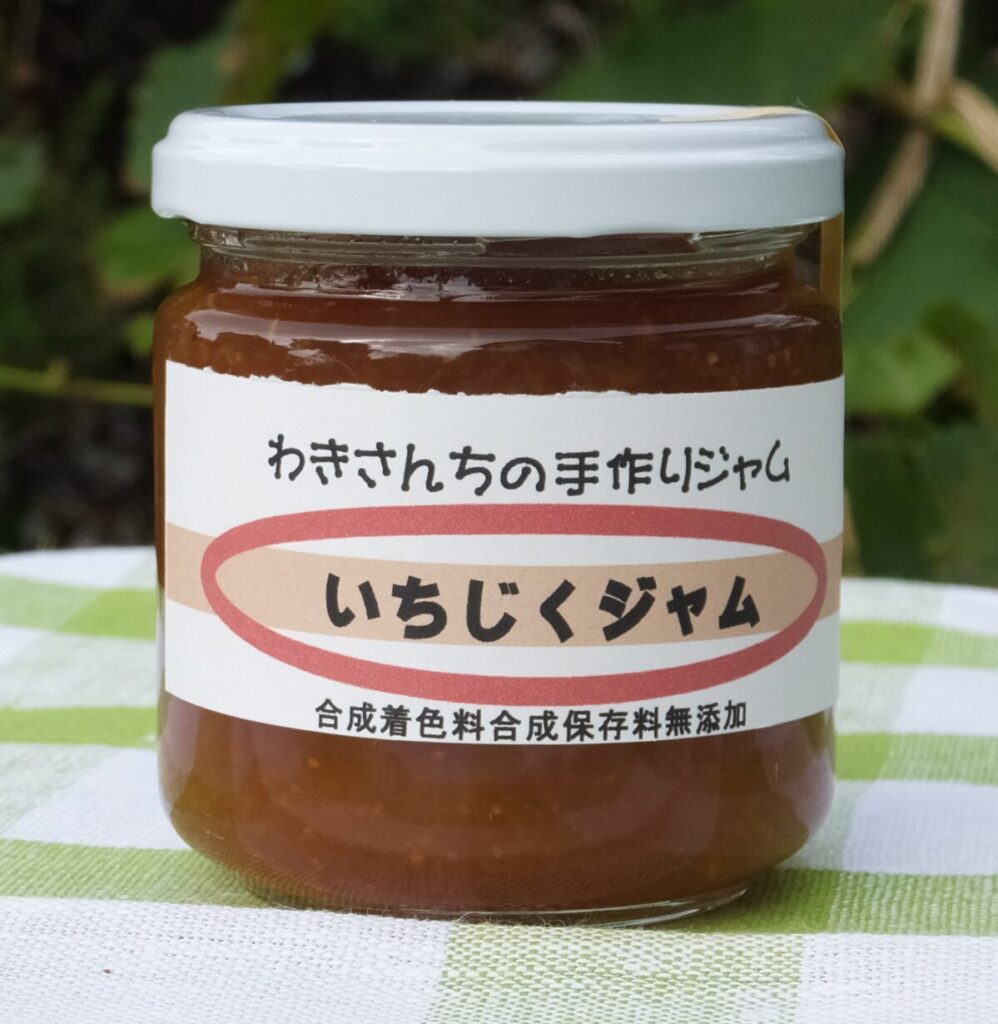 わきさんちの手作りジャム
いちじくジャム
合成着色料合成保存料無添加